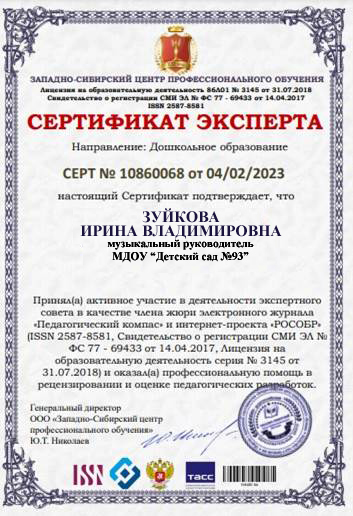 ЗАПАДНО-СИБИРСКИЙ ЦЕНТР ПРОФЕССИОНАЛЬНОГО ОБУЧЕНИЯ
Лицензия на образовательную деятельность 86Л01 № 3145 от 31.07.2018
Свидетельство о регистрации СМИ ЭЛ № ФС 77 - 69433 от 14.04.2017
ISSN 2587-8581
СЕРТИФИКАТ ЭКСПЕРТА
Направление: Дошкольное образование
СЕРТ № 10860068 от 04/02/2023
настоящий Сертификат подтверждает, что
ЗУЙКОВА
ИРИНА ВЛАДИМИРОВНА
музыкальный руководитель
МДОУ “Детский сад №93”
Принял(а) активное участие в деятельности экспертного
совета в качестве члена жюри электронного журнала
«Педагогический компас» и интернет-проекта «РОСОБР»
(ISSN 2587-8581, Свидетельство о регистрации СМИ ЭЛ №
ФС 77 - 69433 от 14.04.2017, Лицензия на
образовательную деятельность серия № 3145 от
31.07.2018) и оказал(а) профессиональную помощь в
рецензировании и оценке педагогических разработок.
Генеральный директор
ООО «Западно-Сибирский центр
профессионального обучения»
Ю.Т. Николаев
ISSN
ТАСС